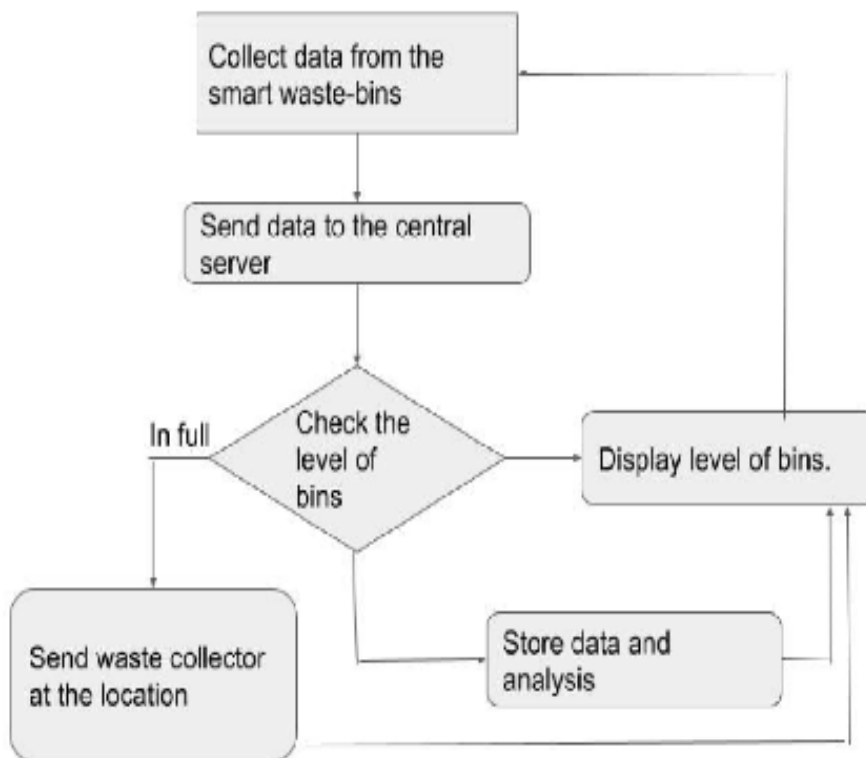 Collect data from the
smart waste-bins
Send data to the central
server
In full
Check the
level of
bins
Display level of bins.
Store data and
analysis
Send waste collector
at the location